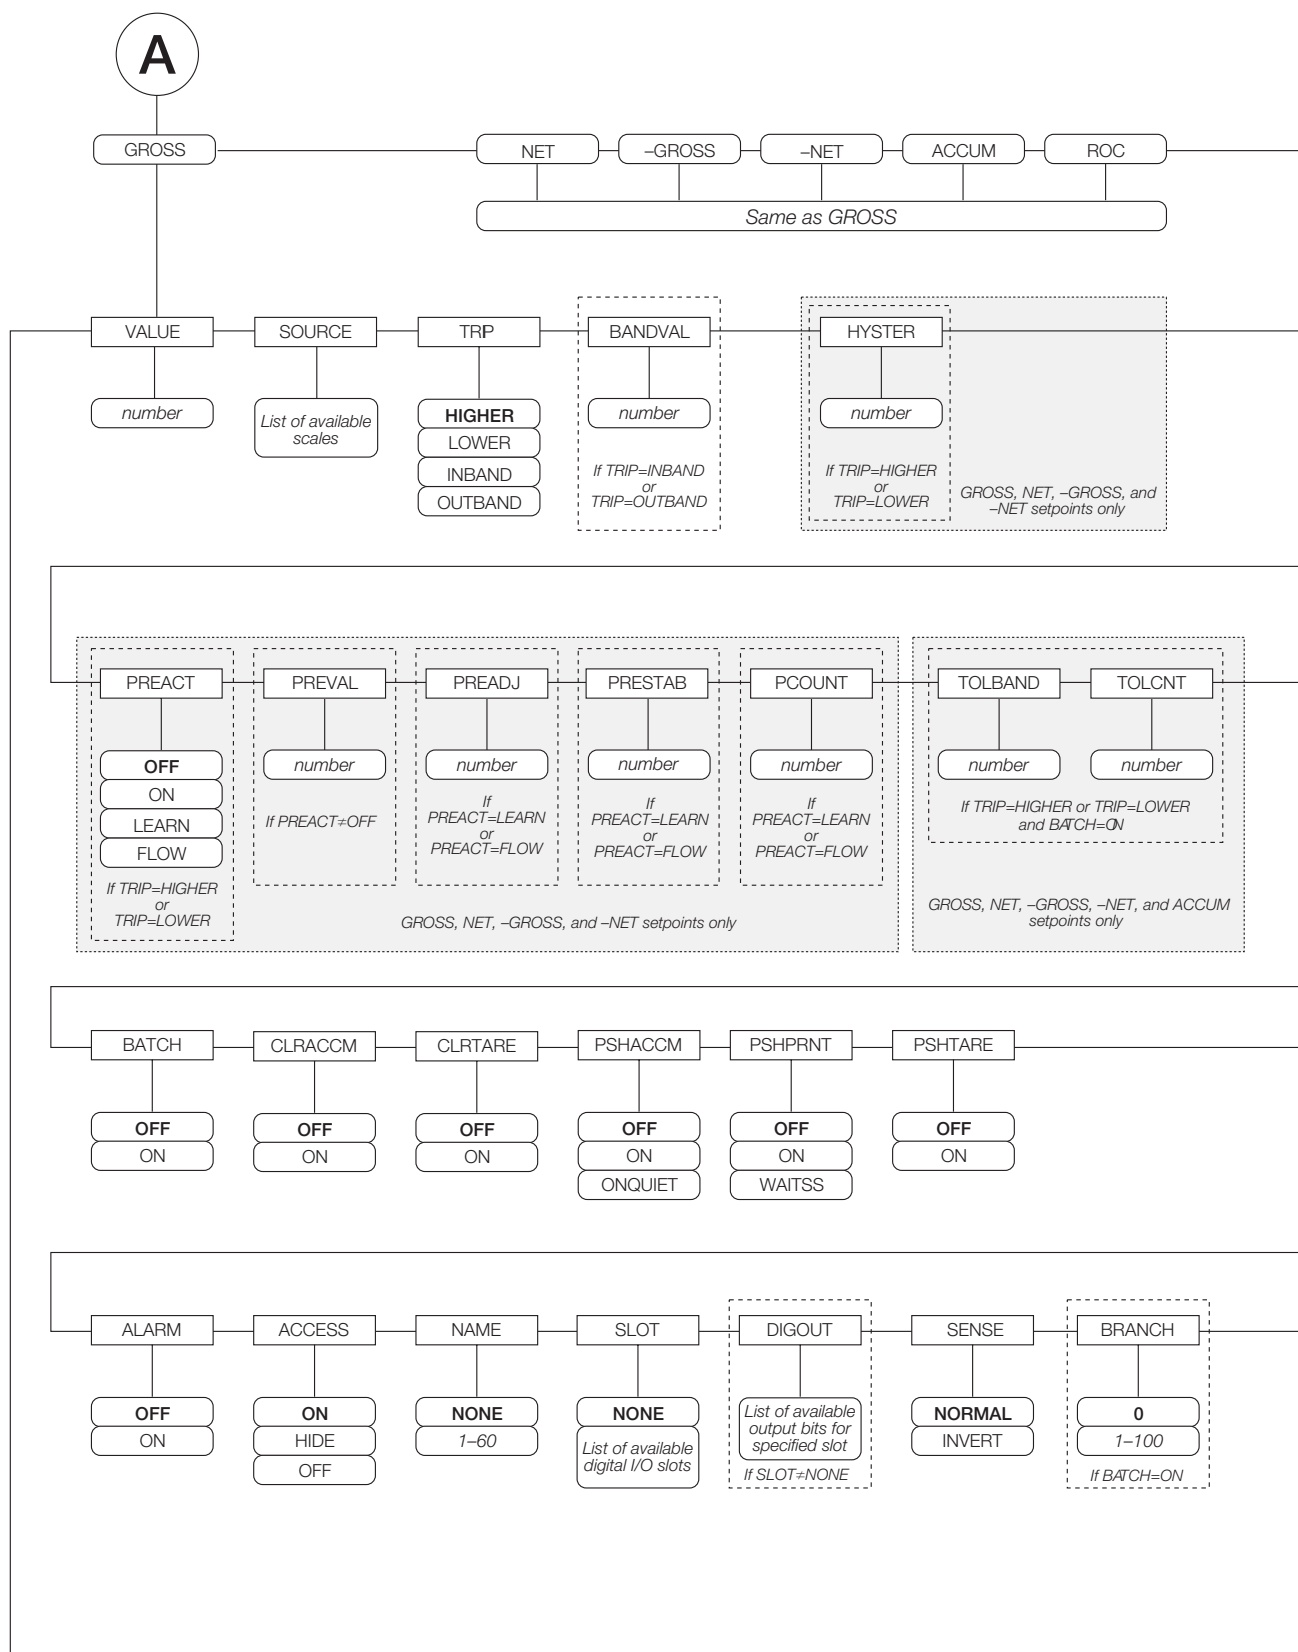 A
GROSS
NET
–GROSS
–NET
ACCUM
ROC
Same as GROSS
VALUE
SOURCE
TRIP
BANDVAL
HYSTER
number
List of available
scales
HIGHER
LOWER
INBAND
OUTBAND
number
If TRIP=INBAND
or
TRIP=OUTBAND
number
If TRIP=HIGHER
or
TRIP=LOWER
GROSS, NET, –GROSS, and
–NET setpoints only
PREACT
PREVAL
PREADJ
PRESTAB
PCOUNT
TOLBAND
TOLCNT
OFF
ON
LEARN
FLOW
If TRIP=HIGHER
or
TRIP=LOWER
number
If PREACT≠OFF
number
If
PREACT=LEARN
or
PREACT=FLOW
number
If
PREACT=LEARN
or
PREACT=FLOW
number
If
PREACT=LEARN
or
PREACT=FLOW
GROSS, NET, –GROSS, and –NET setpoints only
number
number
If TRIP=HIGHER or TRIP=LOWER
and BATCH=ON
GROSS, NET, –GROSS, –NET, and ACCUM
setpoints only
BATCH
CLRACCM
CLRTARE
PSHACCM
PSHPRNT
PSHTARE
OFF
ON
OFF
ON
OFF
ON
OFF
ON
ONQUIET
OFF
ON
WAITSS
OFF
ON
ALARM
ACCESS
NAME
SLOT
DIGOUT
SENSE
BRANCH
OFF
ON
ON
HIDE
OFF
NONE
1–60
NONE
List of available
digital I/O slots
List of available
output bits for
specified slot
If SLOT≠NONE
NORMAL
INVERT
0
1–100
If BATCH=ON